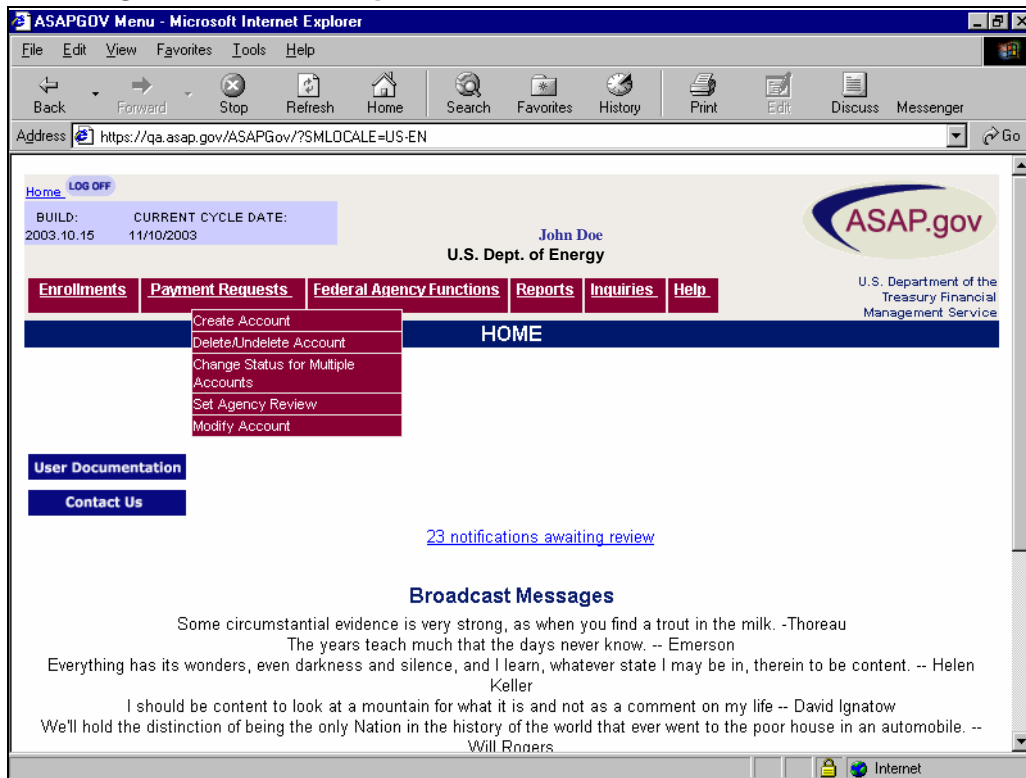 ASAPGOV Menu - Microsoft Internet Explorer
File Edit View Favorites Tools Help
Back Forward Stop Refresh Home Search Favorites History Print Edit Discuss Messenger
Address https://qa.asap.gov/ASAPGov/?SMLOCALE=US-EN Go
Home LOG OFF
BUILD: CURRENT CYCLE DATE:
2003.10.15 11/10/2003
John Doe
U.S. Dept. of Energy
ASAP.gov
U.S. Department of the
Treasury Financial
Management Service
Enrollments Payment Requests Federal Agency Functions Reports Inquiries Help
HOME
Create Account
Delete/Undelete Account
Change Status for Multiple
Accounts
Set Agency Review
Modify Account
User Documentation
Contact Us
23 notifications awaiting review
Broadcast Messages
Some circumstantial evidence is very strong, as when you find a trout in the milk. -Thoreau
The years teach much that the days never know. -- Emerson
Everything has its wonders, even darkness and silence, and I learn, whatever state I may be in, therein to be content. -- Helen
Keller
I should be content to look at a mountain for what it is and not as a comment on my life -- David Ignatow
We'll hold the distinction of being the only Nation in the history of the world that ever went to the poor house in an automobile. --
Will Rogers
Internet